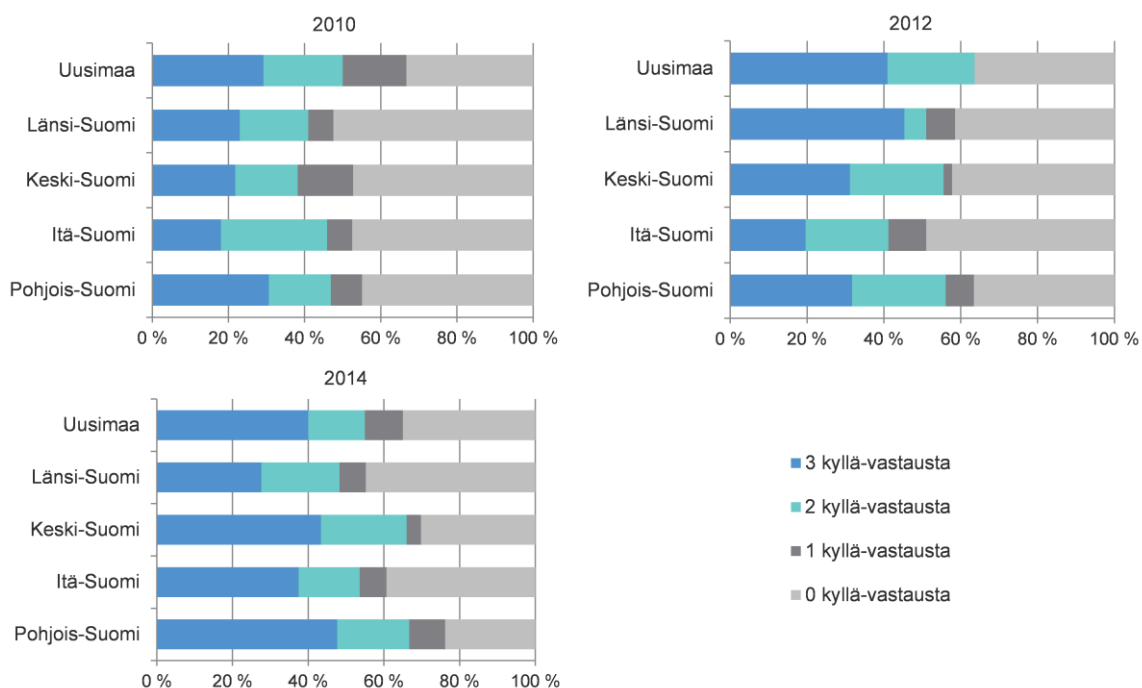 2010
Uusimaa
Länsi-Suomi
Keski-Suomi
Itä-Suomi
Pohjois-Suomi
0 % 20 % 40 % 60 % 80 % 100 %
2012
Uusimaa
Länsi-Suomi
Keski-Suomi
Itä-Suomi
Pohjois-Suomi
0 % 20 % 40 % 60 % 80 % 100 %
2014
Uusimaa
Länsi-Suomi
Keski-Suomi
Itä-Suomi
Pohjois-Suomi
0 % 20 % 40 % 60 % 80 % 100 %
3 kyllä-vastausta
2 kyllä-vastausta
1 kyllä-vastausta
0 kyllä-vastausta